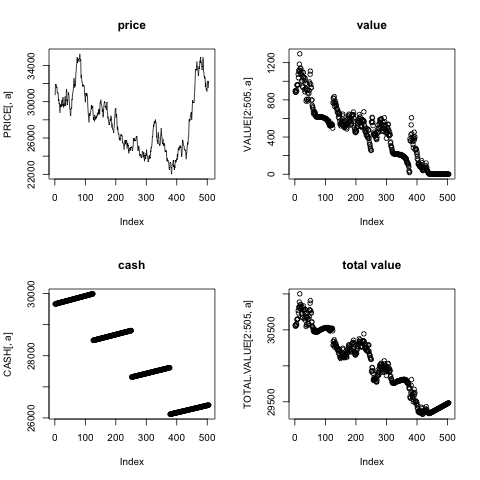 price
PRICE[, a]
22000 26000 30000 34000
0 100 200 300 400 500
Index
value
VALUE[2:505, a]
0 400 800 1200
0 100 200 300 400 500
Index
cash
CASH[, a]
26000 28000 30000
0 100 200 300 400 500
Index
total value
TOTAL.VALUE[2:505, a]
29500 30500
0 100 200 300 400 500
Index